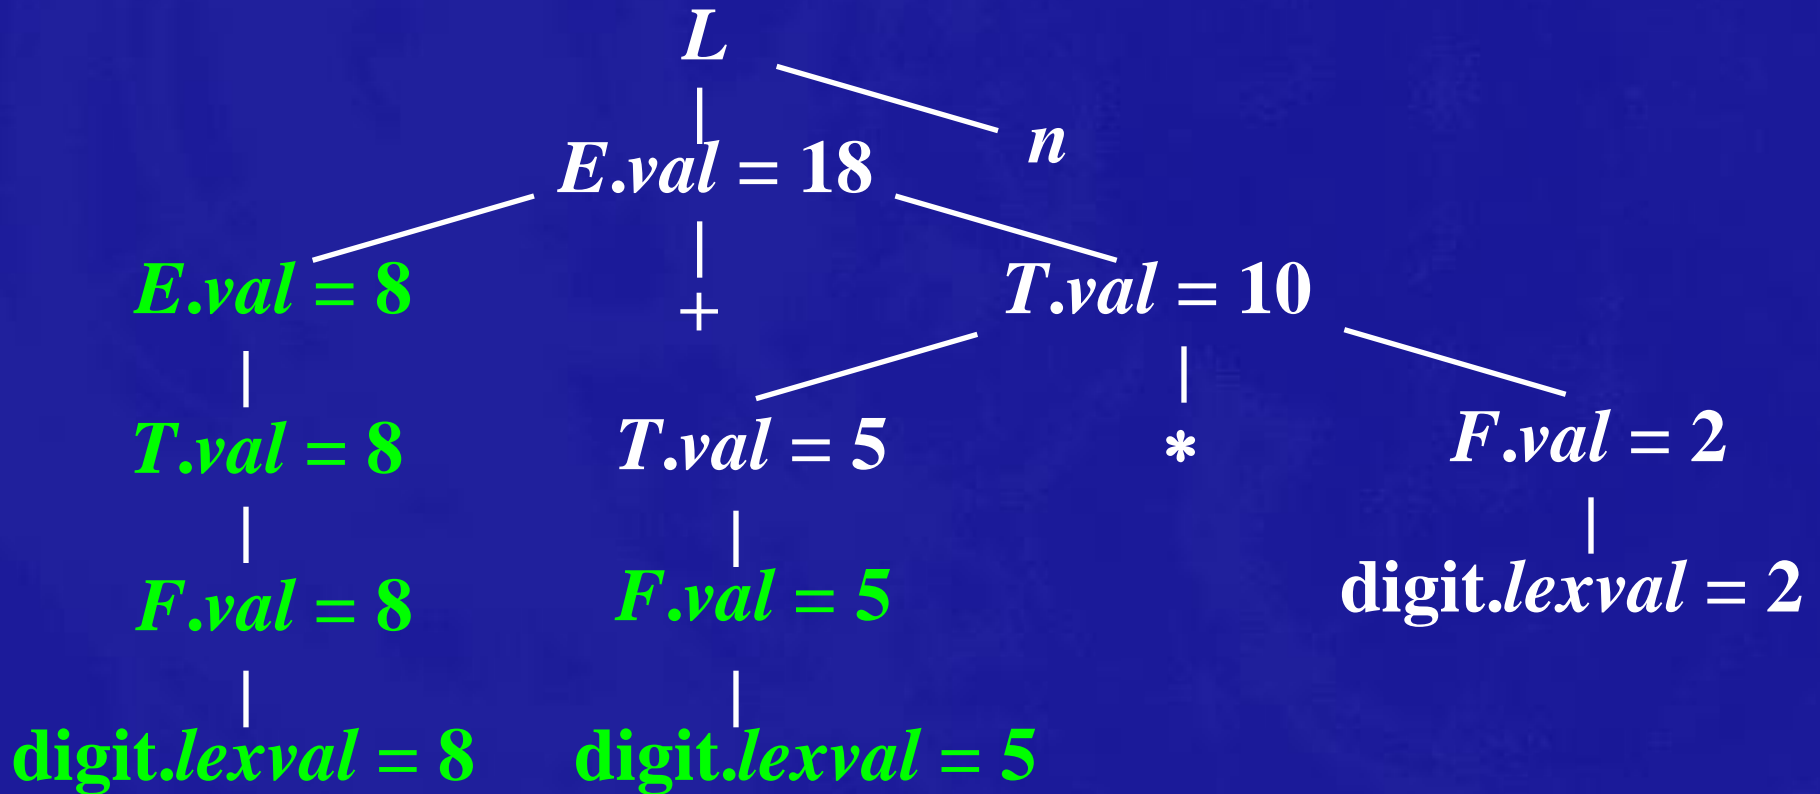 L
n
E.val = 18
E.val = 8
+
T.val = 10
T.val = 8
T.val = 5
*
F.val = 2
F.val = 8
F.val = 5
digit.lexval = 2
digit.lexval = 8
digit.lexval = 5